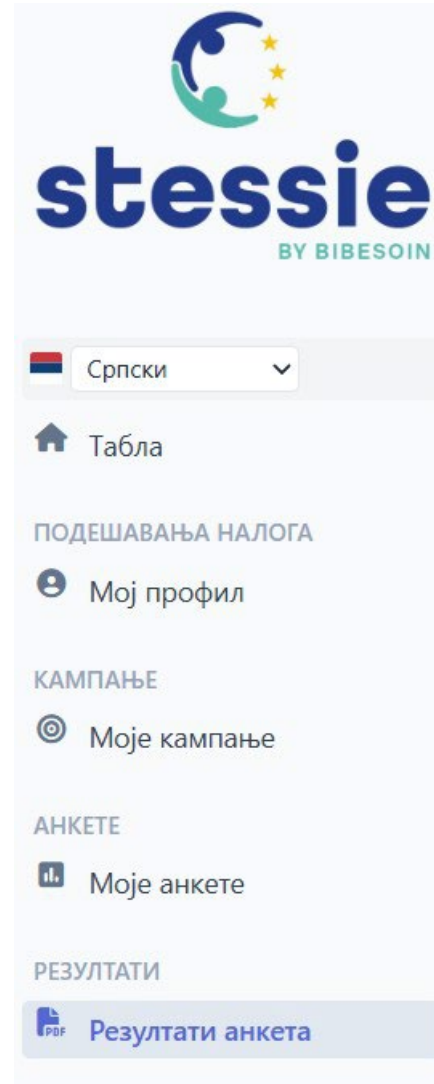 stessie
BY BIBESOIN
Српски
Табла
ПОДЕШАВАЊА НАЛОГА
Мој профил
КАМПАЊЕ
Моје кампање
АНКЕТЕ
Моје анкете
РЕЗУЛТАТИ
PDF
Резултати анкета